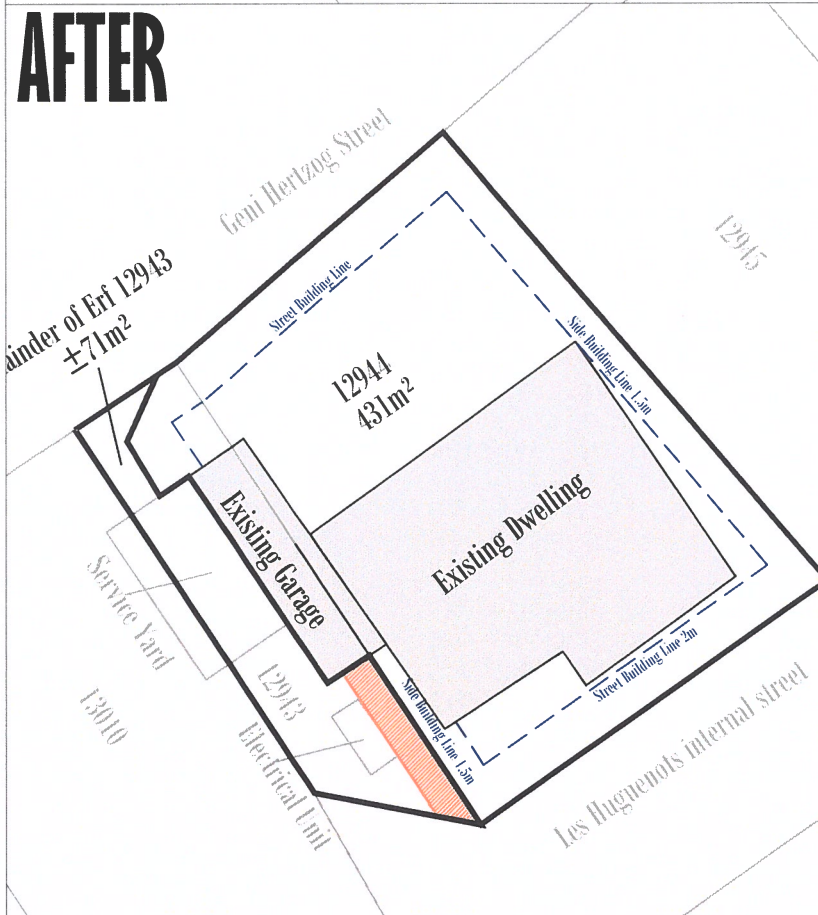 AFTER
Genl Hertzog Street
12945
ainder of Erf 12943
±71m²
Street Building Line
Side Building Line 1.5m
12944
431m²
Existing Dwelling
Existing Garage
Service Yard
13010
12943
Electrical Unit
Side Building Line 1.5m
Street Building Line 2m
Les Huguenots internal street